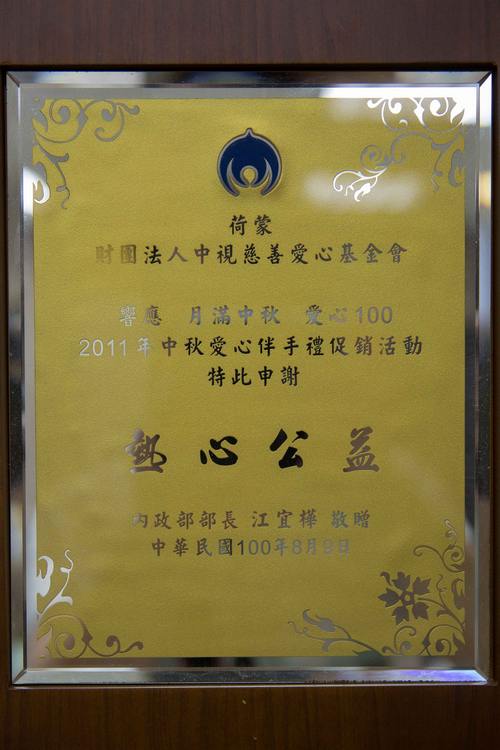 荷蒙
財團法人中視慈善愛心基金會
響應 月滿中秋 愛心100
2011年中秋愛心伴手禮促銷活動
特此申謝
熱心公益
內政部部長 江宜樺 敬贈
中華民國100年8月9日